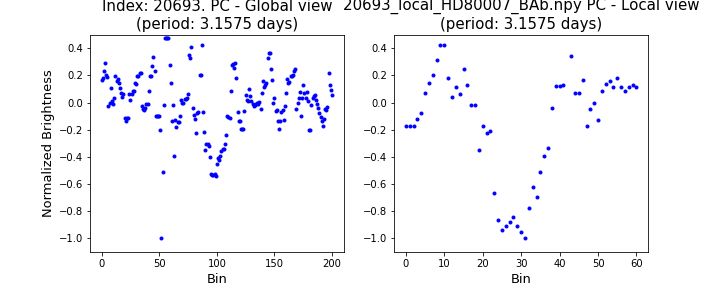 Index: 20693. PC - Global view
(period: 3.1575 days)
20693_local_HD80007_BAb.npy PC - Local view
(period: 3.1575 days)
Normalized Brightness
0.4
0.2
0.0
−0.2
−0.4
−0.6
−0.8
−1.0
0 50 100 150 200
Bin
0.4
0.2
0.0
−0.2
−0.4
−0.6
−0.8
−1.0
0 10 20 30 40 50 60
Bin